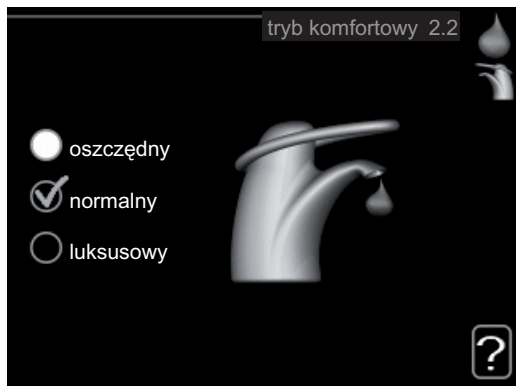 tryb komfortowy 2.2
oszczędny
normalny
luksusowy
?